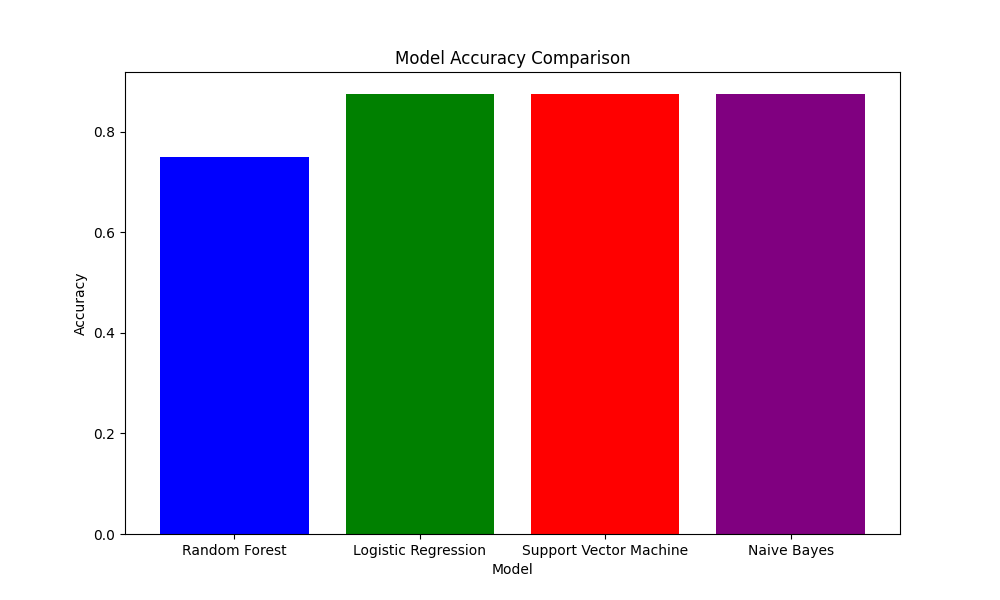 Model Accuracy Comparison
Accuracy
0.8
0.6
0.4
0.2
0.0
Random Forest Logistic Regression Support Vector Machine Naive Bayes
Model